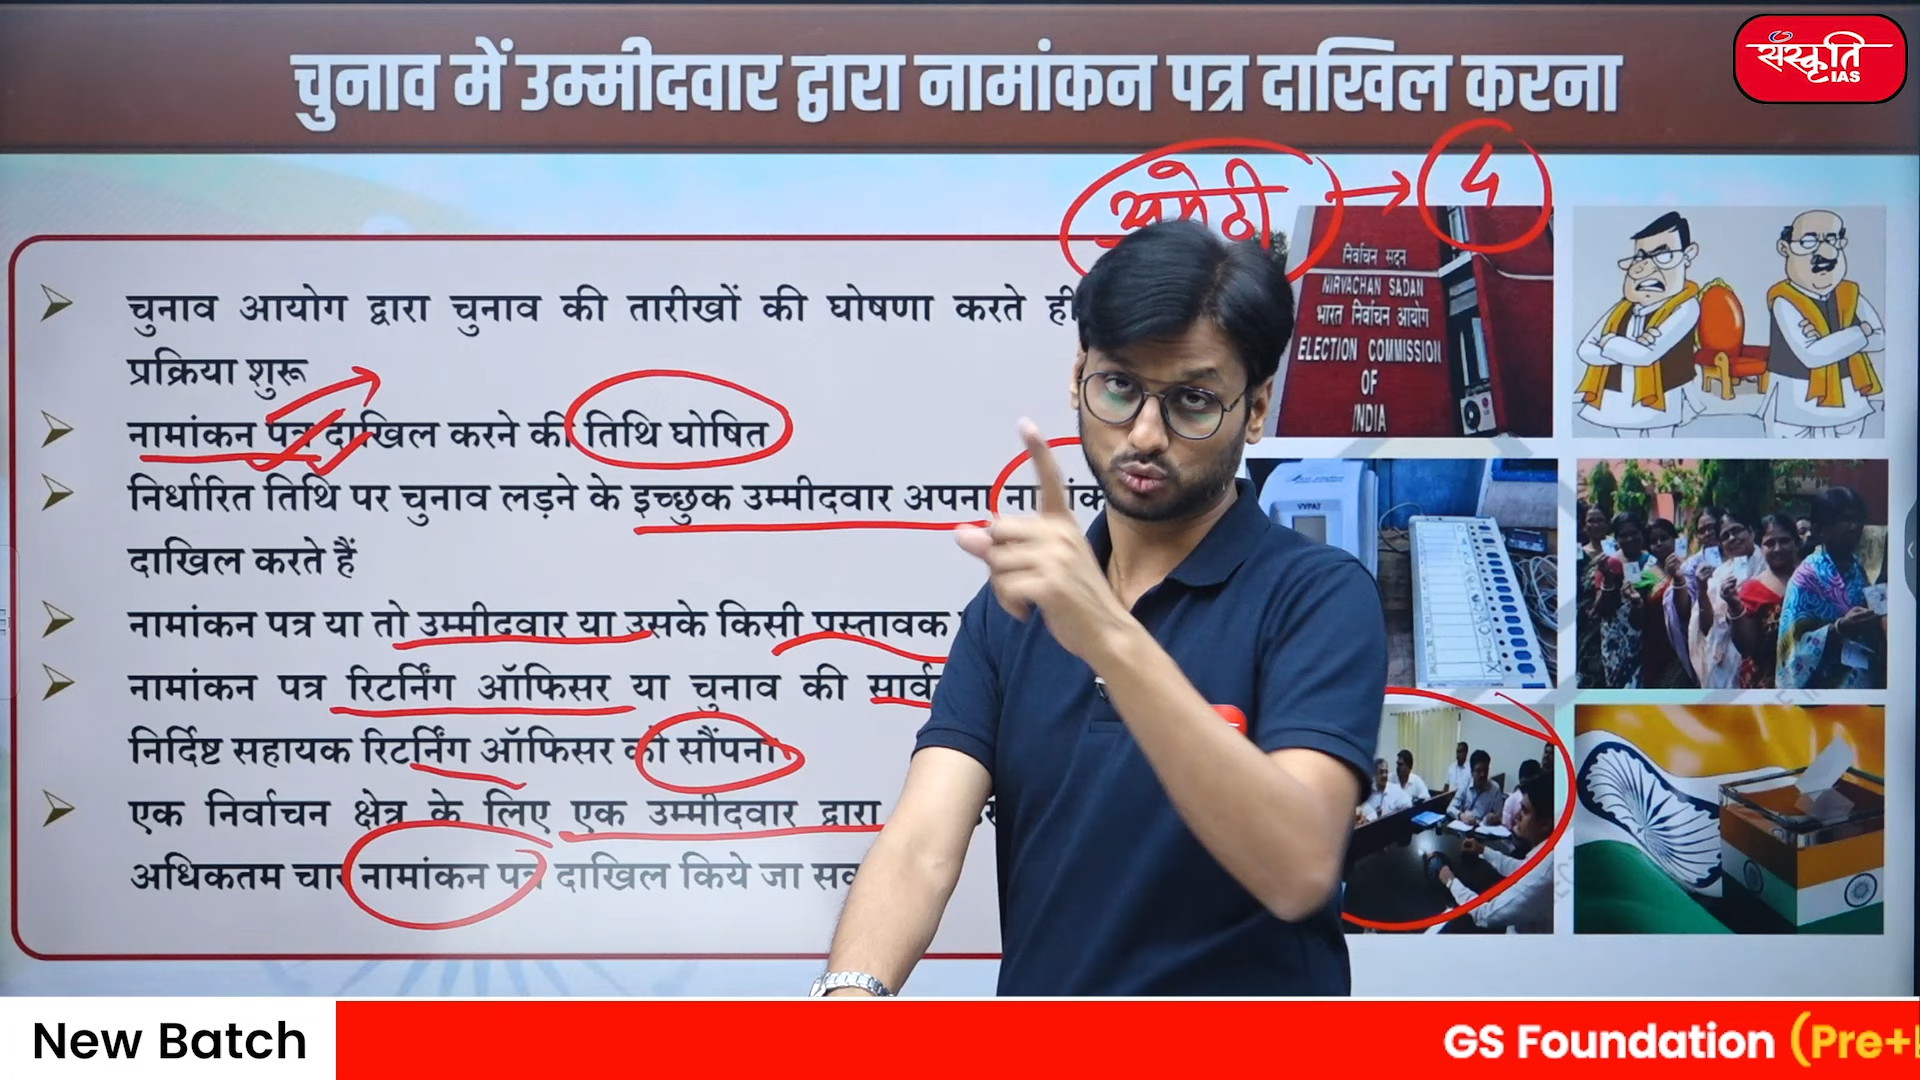 चुनाव में उम्मीदवार द्वारा नामांकन पत्र दाखिल करना
संस्कृति
IAS
अमेठी → 4
चुनाव आयोग द्वारा चुनाव की तारीखों की घोषणा करते ही
प्रक्रिया शुरू
नामांकन पत्र दाखिल करने की तिथि घोषित
निर्धारित तिथि पर चुनाव लड़ने के इच्छुक उम्मीदवार अपना
दाखिल करते हैं
नामांकन पत्र या तो उम्मीदवार या उसके किसी प्रस्तावक
नामांकन पत्र रिटर्निंग ऑफिसर या चुनाव की
निर्दिष्ट सहायक रिटर्निंग ऑफिसर को सौंपना
एक निर्वाचन क्षेत्र के लिए एक उम्मीदवार द्वारा
अधिकतम चार नामांकन पत्र दाखिल किये जा
निर्वाचन सदन
NIRVACHAN SADAN
भारत निर्वाचन आयोग
ELECTION COMMISSION
OF
INDIA
VVPAT
New Batch
GS Foundation (Pre+